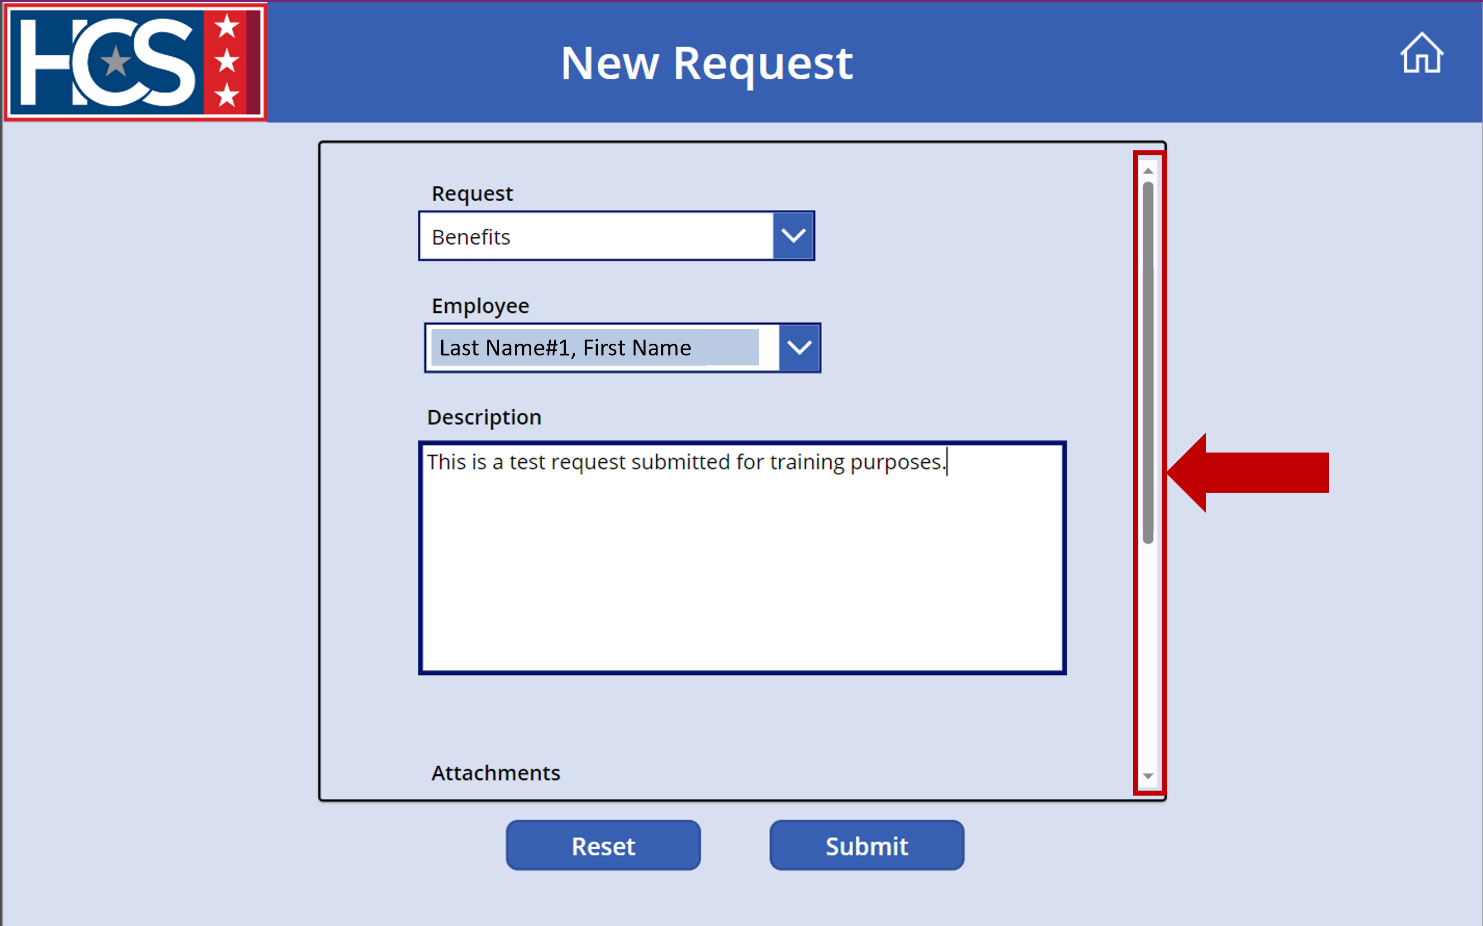 HCS
New Request
Request
Benefits
Employee
Last Name#1, First Name
Description
This is a test request submitted for training purposes.
Attachments
Reset
Submit